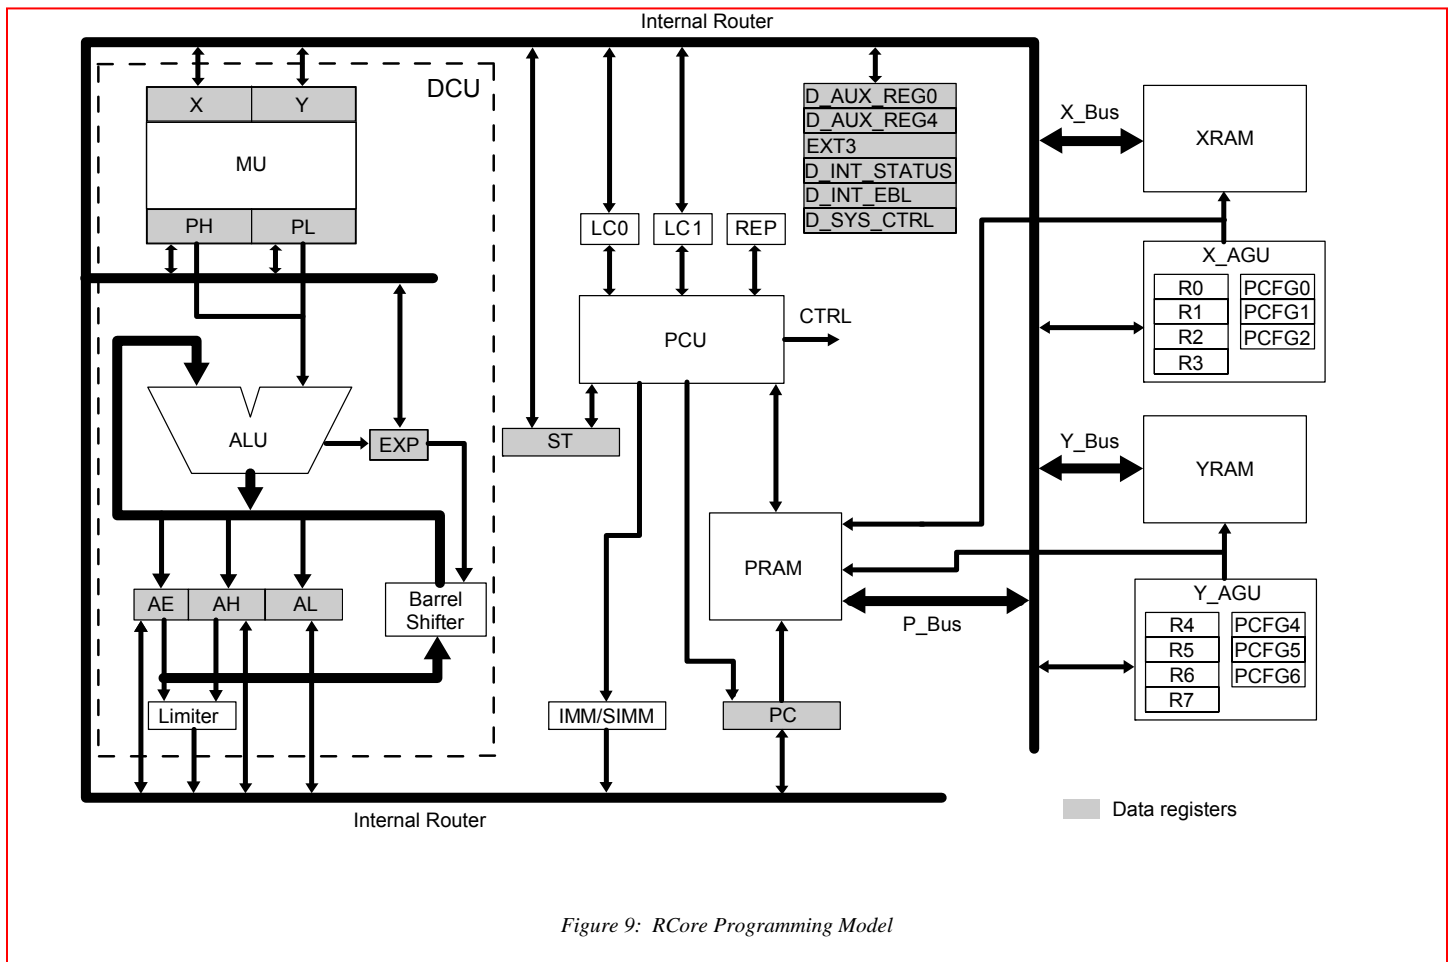 Internal Router
DCU
X Y
MU
PH PL
ALU
EXP
AE AH AL
Barrel
Shifter
Limiter
ST
LC0 LC1 REP
PCU
CTRL
D_AUX_REG0
D_AUX_REG4
EXT3
D_INT_STATUS
D_INT_EBL
D_SYS_CTRL
PRAM
P_Bus
IMM/SIMM
PC
X_Bus
XRAM
X_AGU
R0 PCFG0
R1 PCFG1
R2 PCFG2
R3
Y_Bus
YRAM
Y_AGU
R4 PCFG4
R5 PCFG5
R6 PCFG6
R7
Internal Router
Data registers
Figure 9: RCore Programming Model